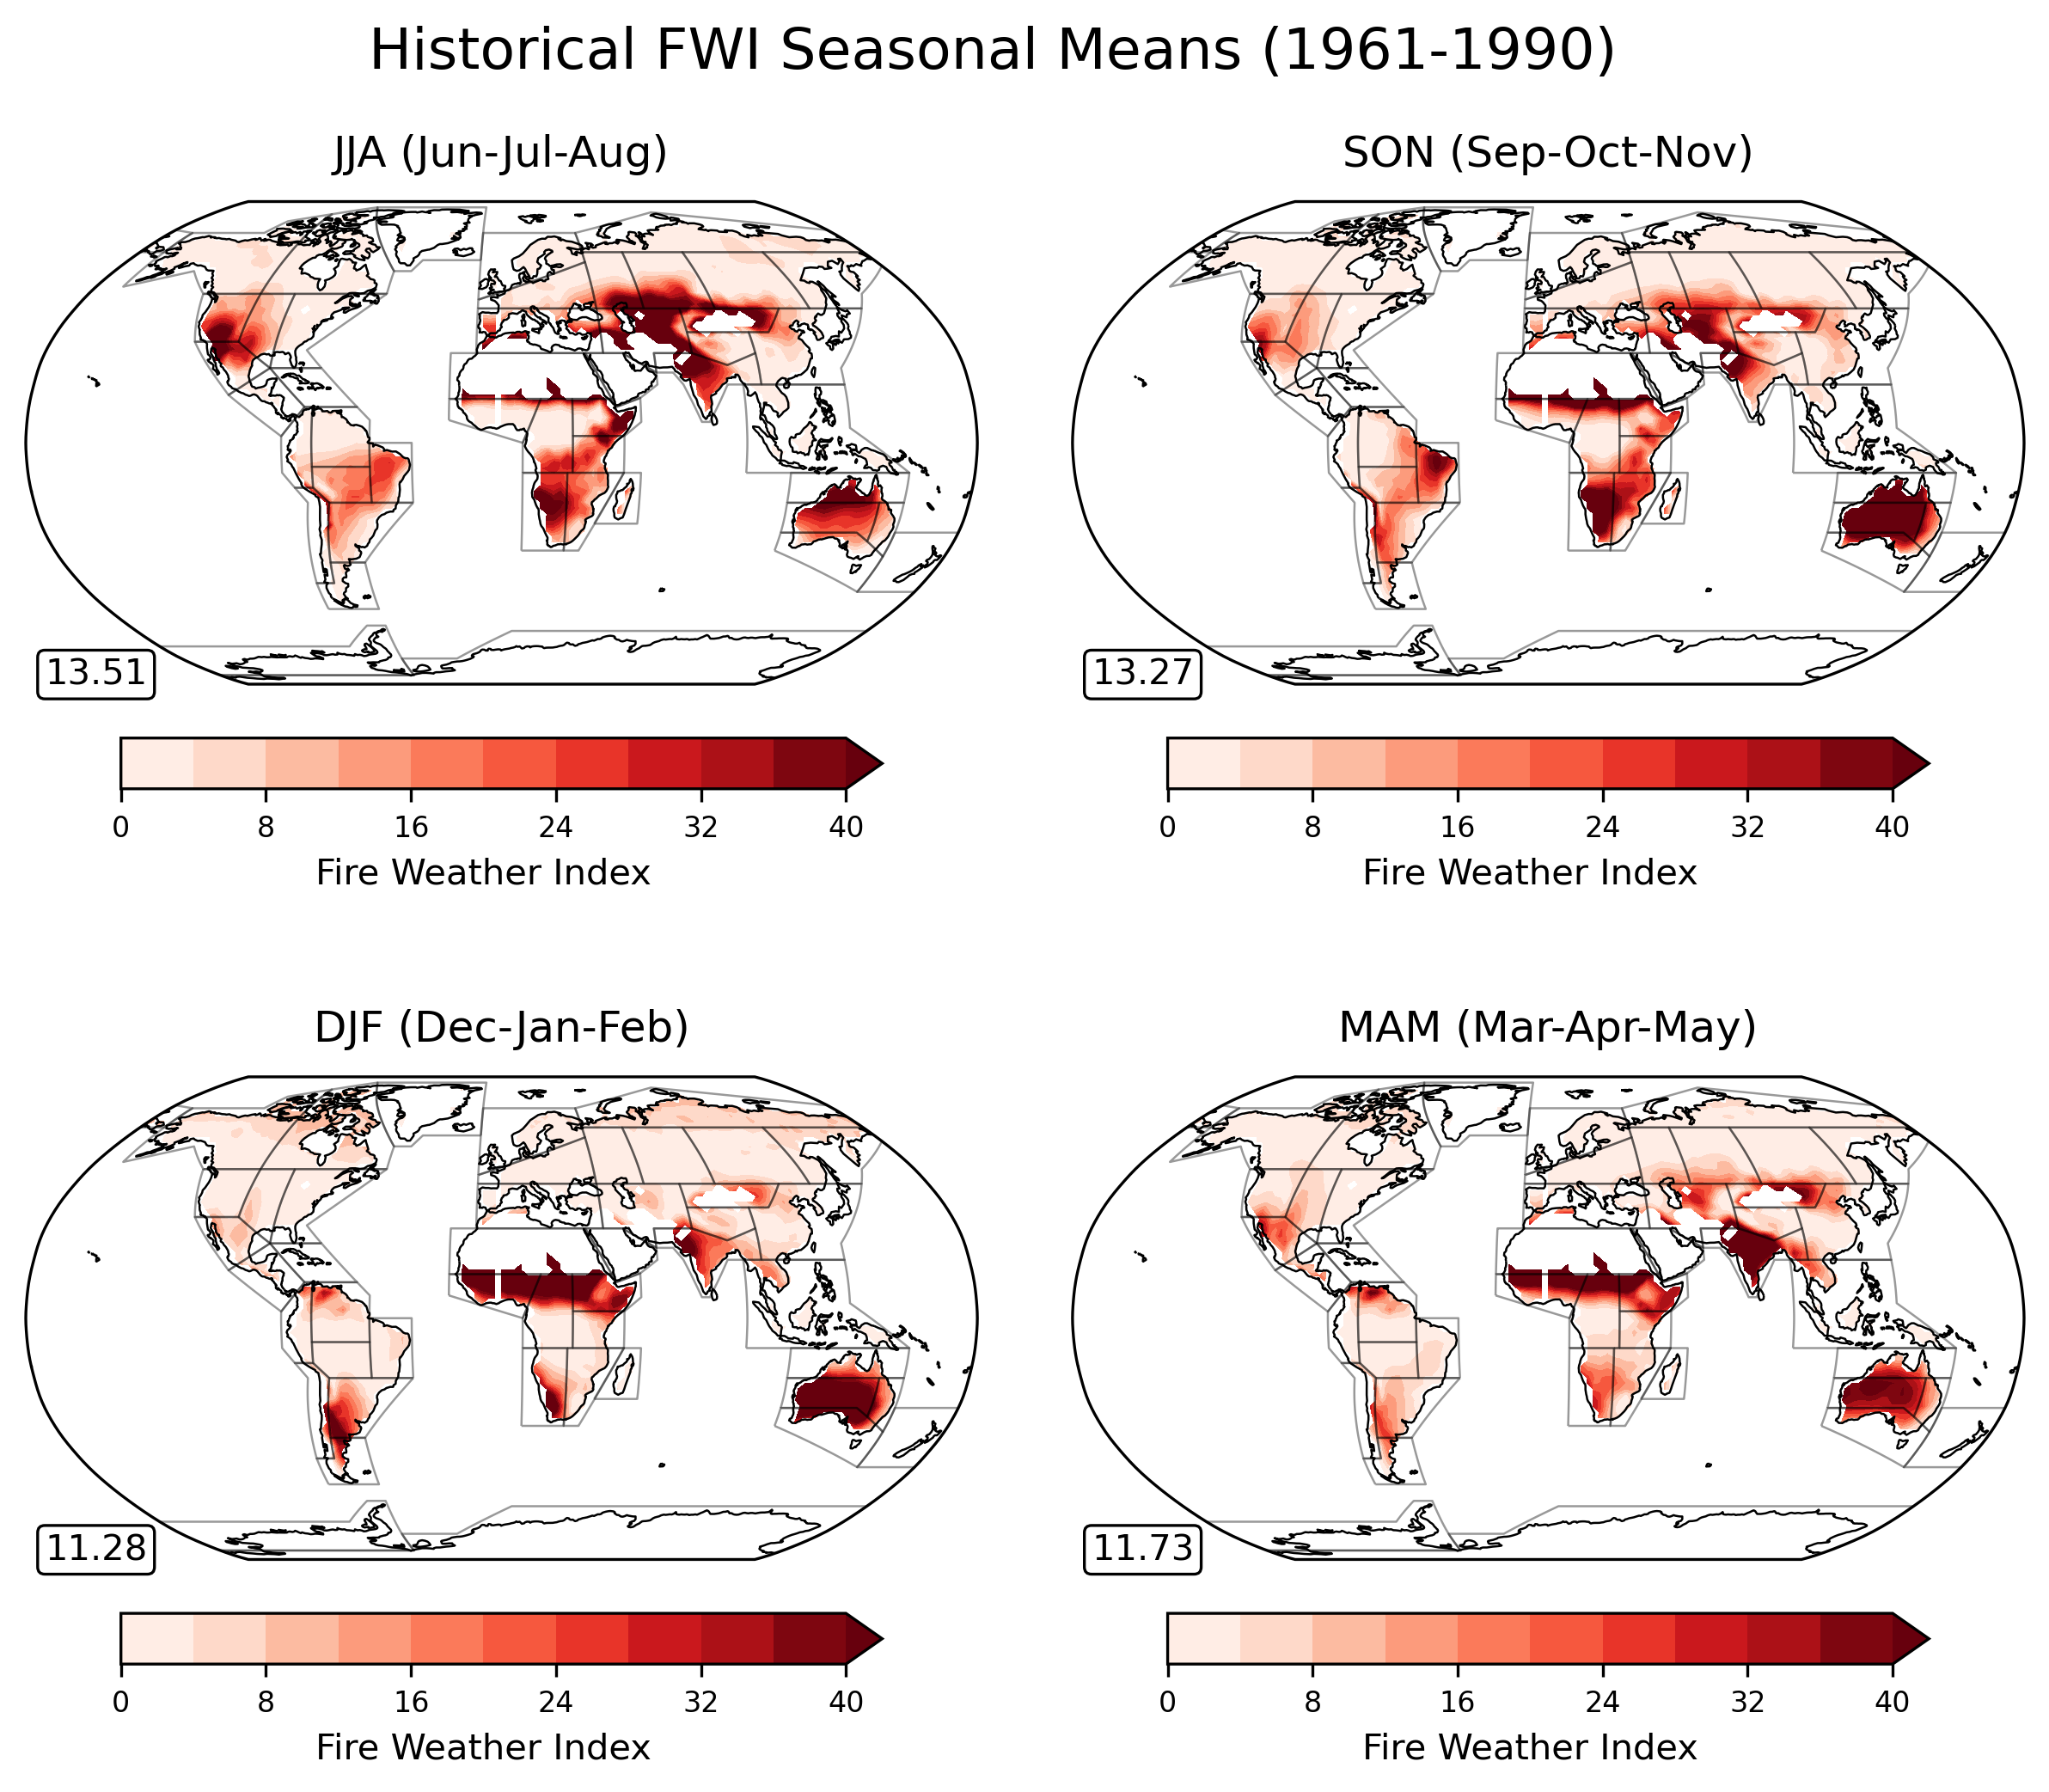 Historical FWI Seasonal Means (1961-1990)
JJA (Jun-Jul-Aug)
13.51
0 8 16 24 32 40
Fire Weather Index
SON (Sep-Oct-Nov)
13.27
0 8 16 24 32 40
Fire Weather Index
DJF (Dec-Jan-Feb)
11.28
0 8 16 24 32 40
Fire Weather Index
MAM (Mar-Apr-May)
11.73
0 8 16 24 32 40
Fire Weather Index